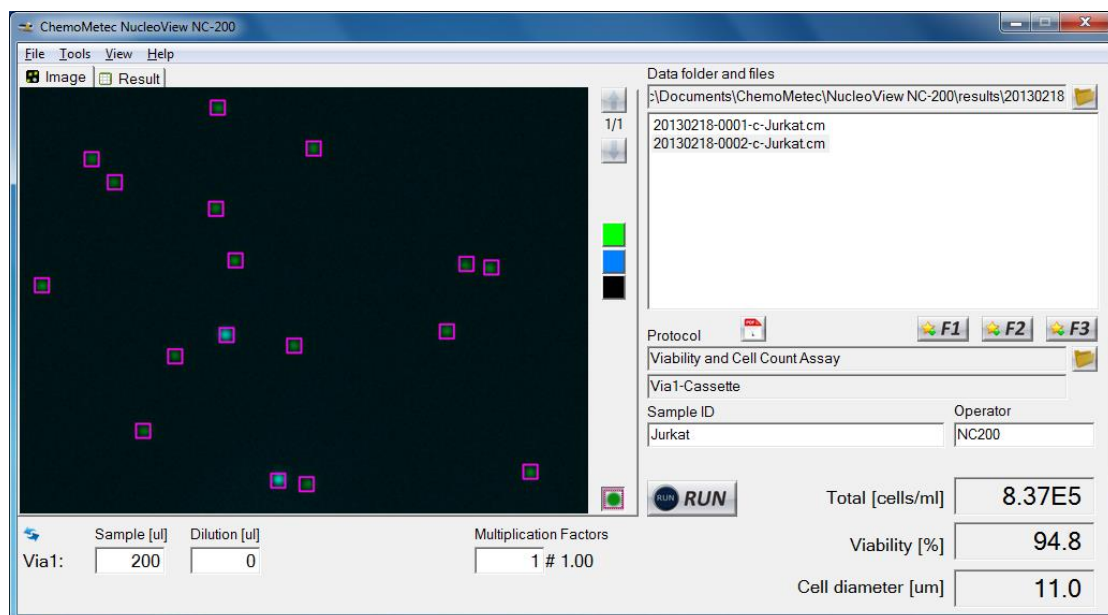 ChemoMetec NucleoView NC-200
File Tools View Help
Image Result
1/1
Data folder and files
:\Documents\ChemoMetec\NucleoView NC-200\results\20130218
20130218-0001-c-Jurkat.cm
20130218-0002-c-Jurkat.cm
Protocol
PDF
F1 F2 F3
Viability and Cell Count Assay
Via1-Cassette
Sample ID Operator
Jurkat NC200
RUN RUN
Total [cells/ml] 8.37E5
Viability [%] 94.8
Cell diameter [um] 11.0
Sample [ul] Dilution [ul] Multiplication Factors
Via1: 200 0 1 # 1.00